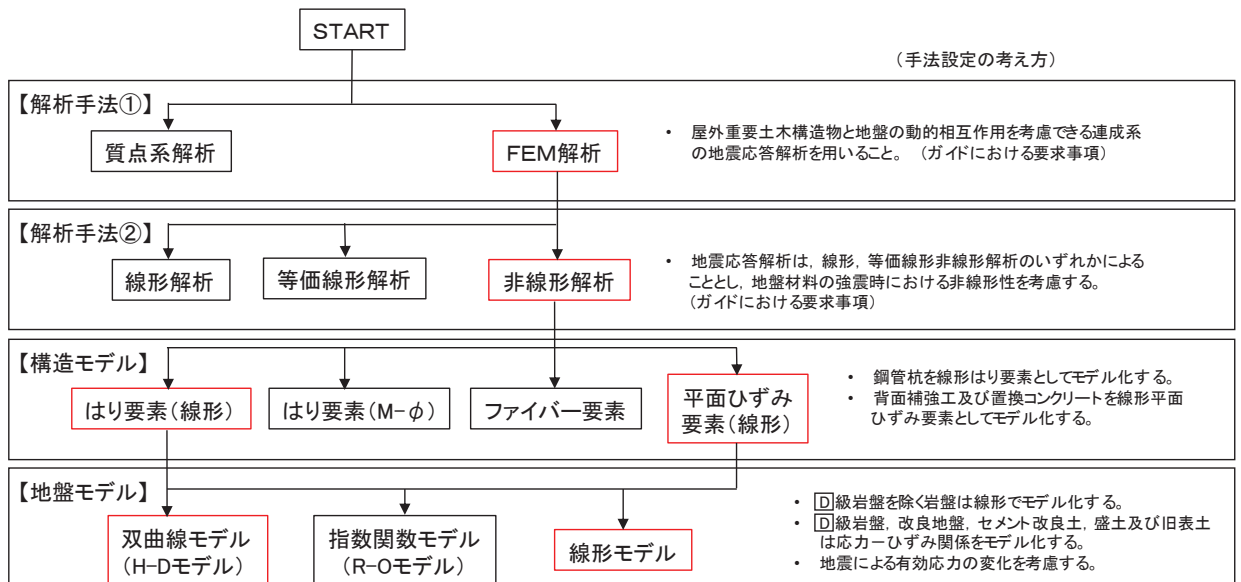 START
（手法設定の考え方）
【解析手法①】
質点系解析
FEM解析
・ 屋外重要土木構造物と地盤の動的相互作用を考慮できる連成系
の地震応答解析を用いること。 （ガイドにおける要求事項）
【解析手法②】
線形解析
等価線形解析
非線形解析
・ 地震応答解析は，線形，等価線形非線形解析のいずれかによる
こととし，地盤材料の強震時における非線形性を考慮する。
（ガイドにおける要求事項）
【構造モデル】
はり要素（線形）
はり要素（M-φ）
ファイバー要素
平面ひずみ
要素（線形）
・ 鋼管杭を線形はり要素としてモデル化する。
・ 背面補強工及び置換コンクリートを線形平面
ひずみ要素としてモデル化する。
【地盤モデル】
双曲線モデル
（H-Dモデル）
指数関数モデル
（R-Oモデル）
線形モデル
・ D級岩盤を除く岩盤は線形でモデル化する。
・ D級岩盤，改良地盤，セメント改良土，盛土及び旧表土
は応力ーひずみ関係をモデル化する。
・ 地震による有効応力の変化を考慮する。